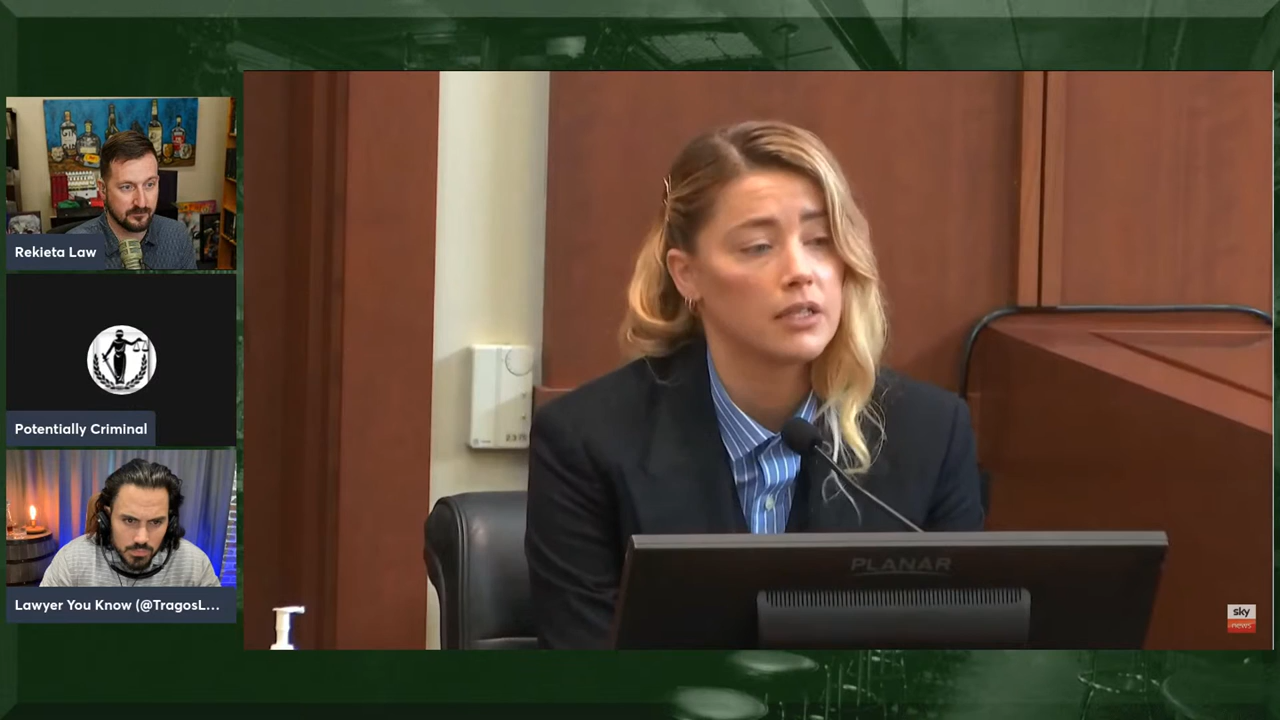 Rekieta Law
Potentially Criminal
Lawyer You Know (@TragosL...
PLANAR
sky
news